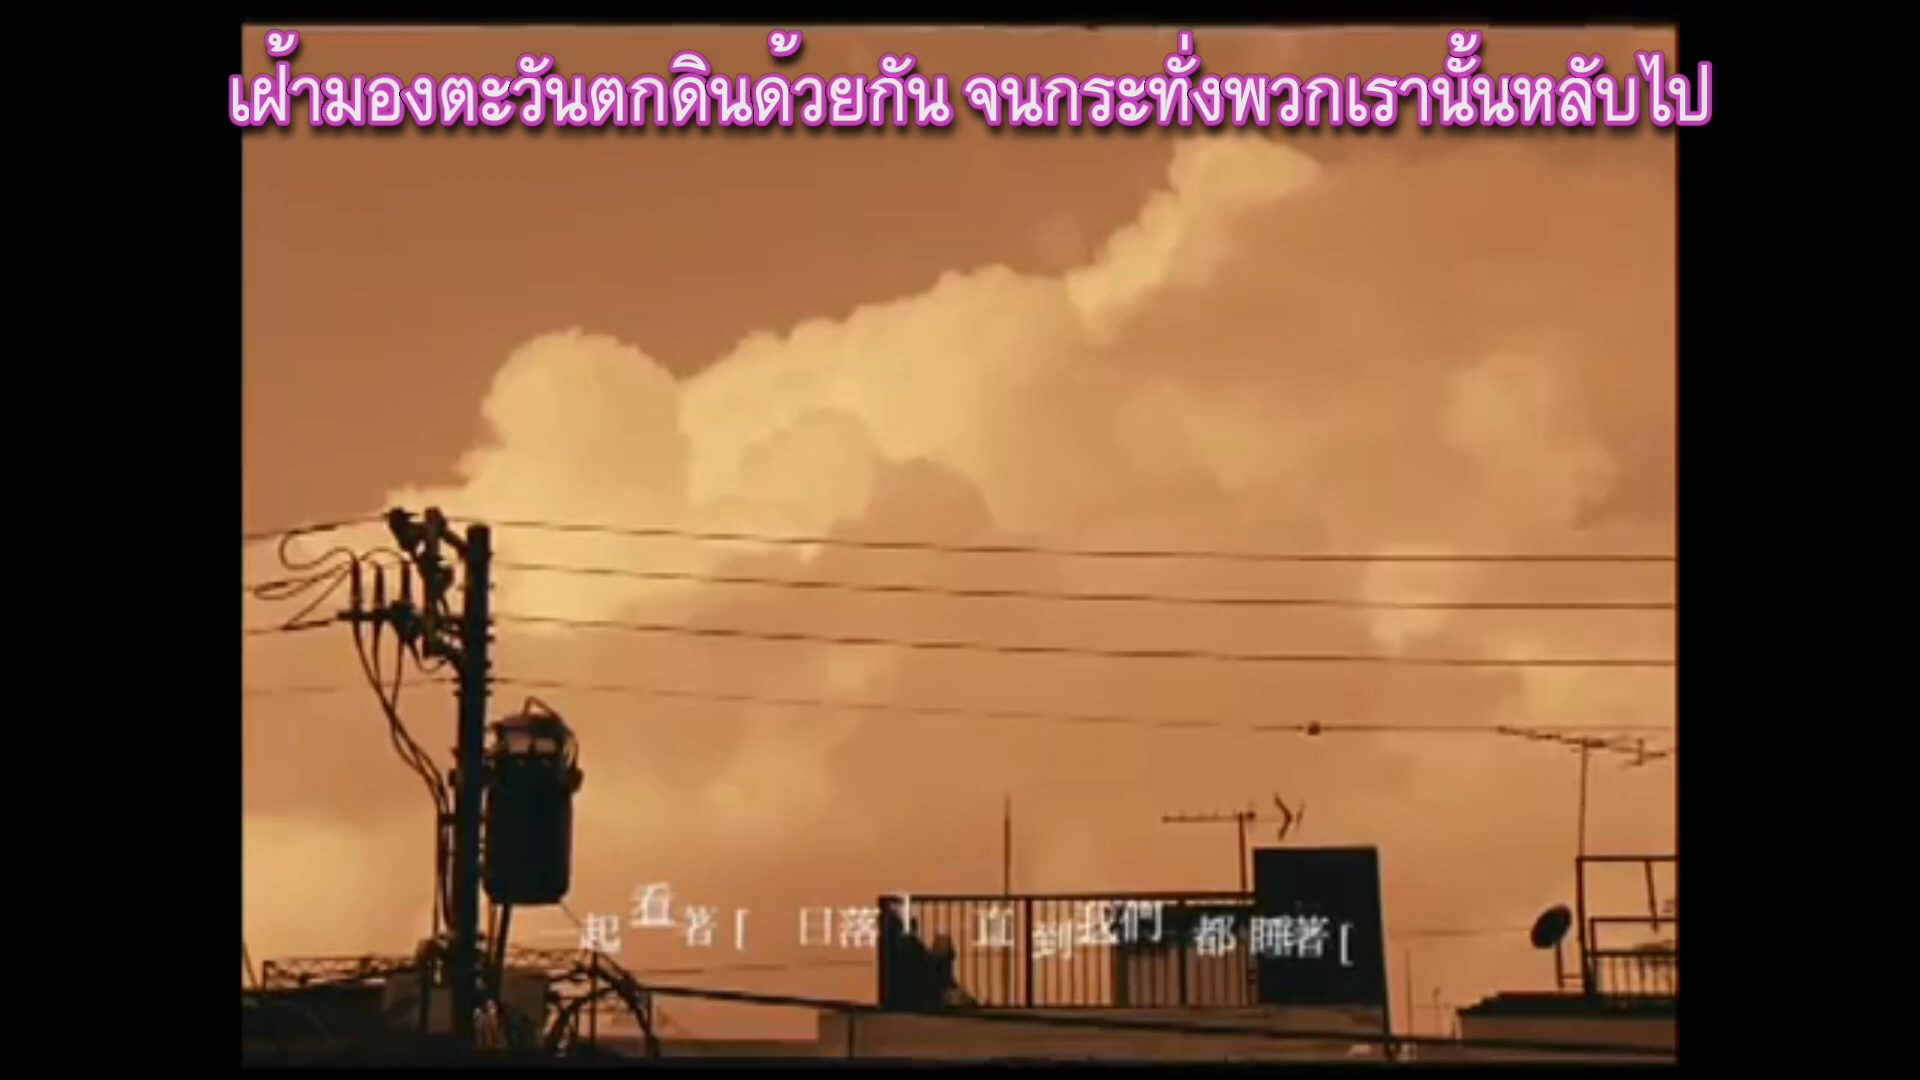 เฝ้ามองตะวันตกดินด้วยกัน จนกระทั่งพวกเรานั้นหลับไป
一起看著[ 日落] 直到我們 都睡著[